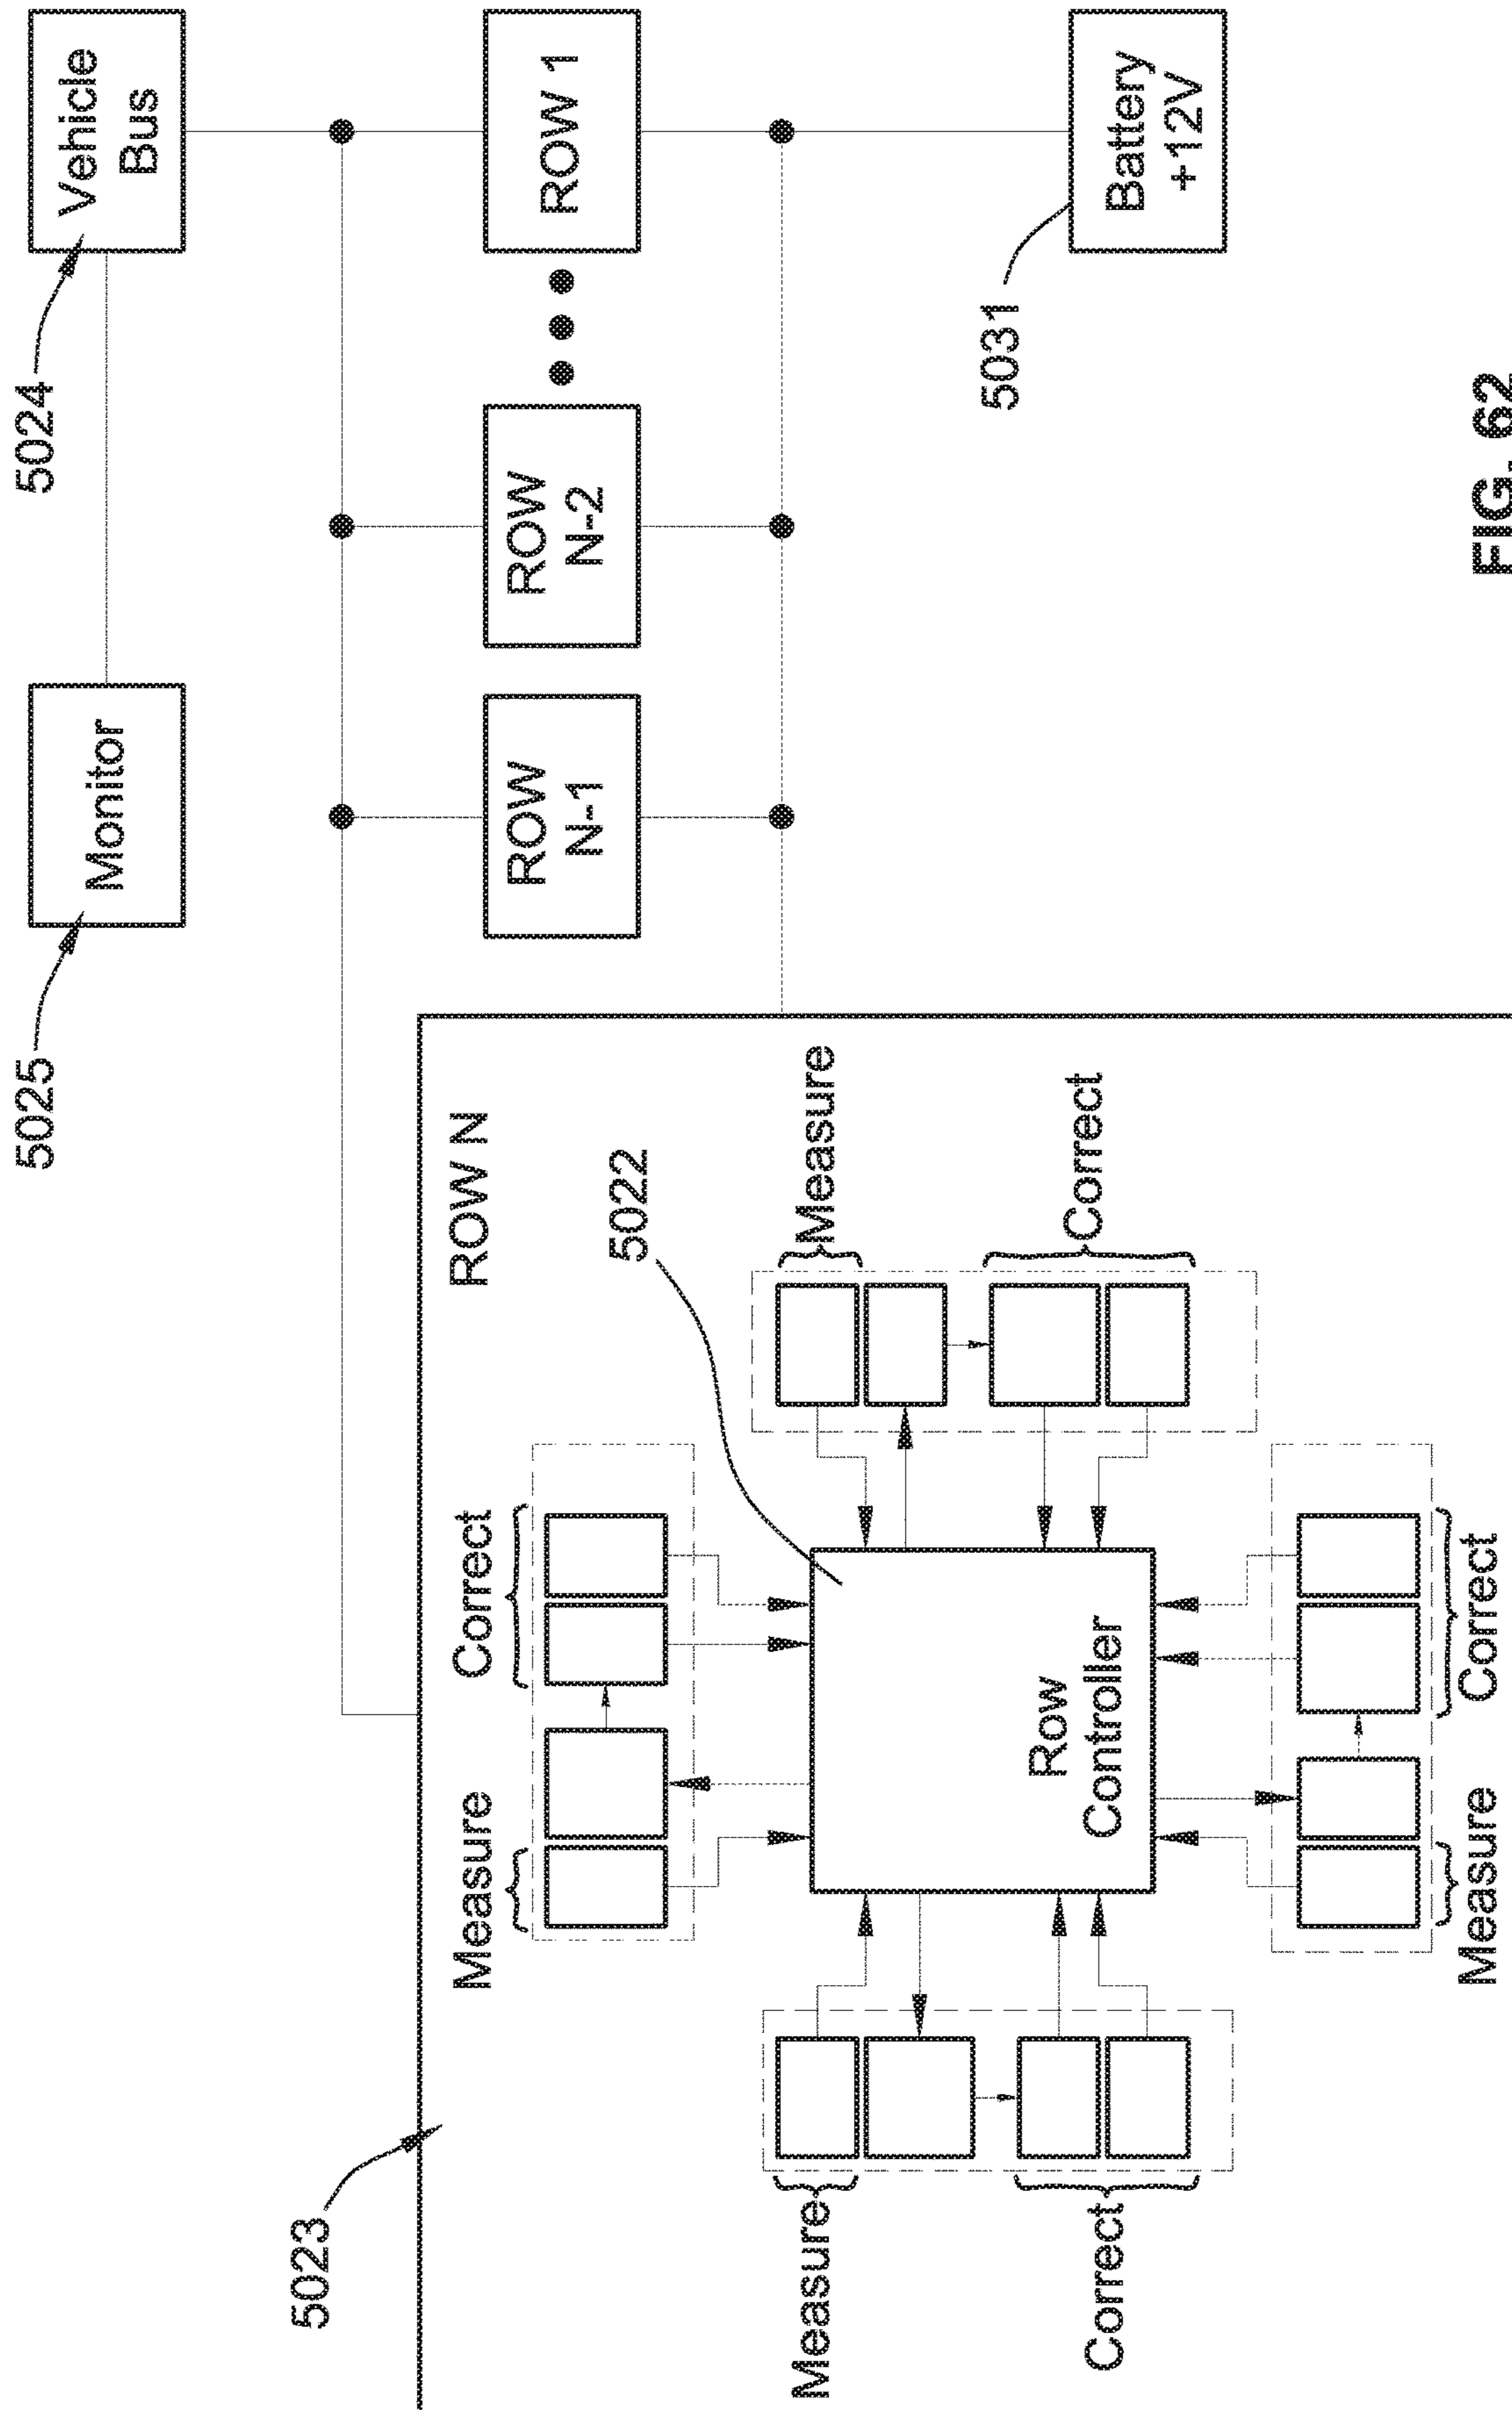 5023
ROW N
Measure
Correct
Measure
Correct
Row
Controller
5022
Measure
Correct
Measure
Correct
5025
Monitor
5024
Vehicle
Bus
ROW
N-1
ROW
N-2
ROW 1
5031
Battery
+12V
FIG. 62